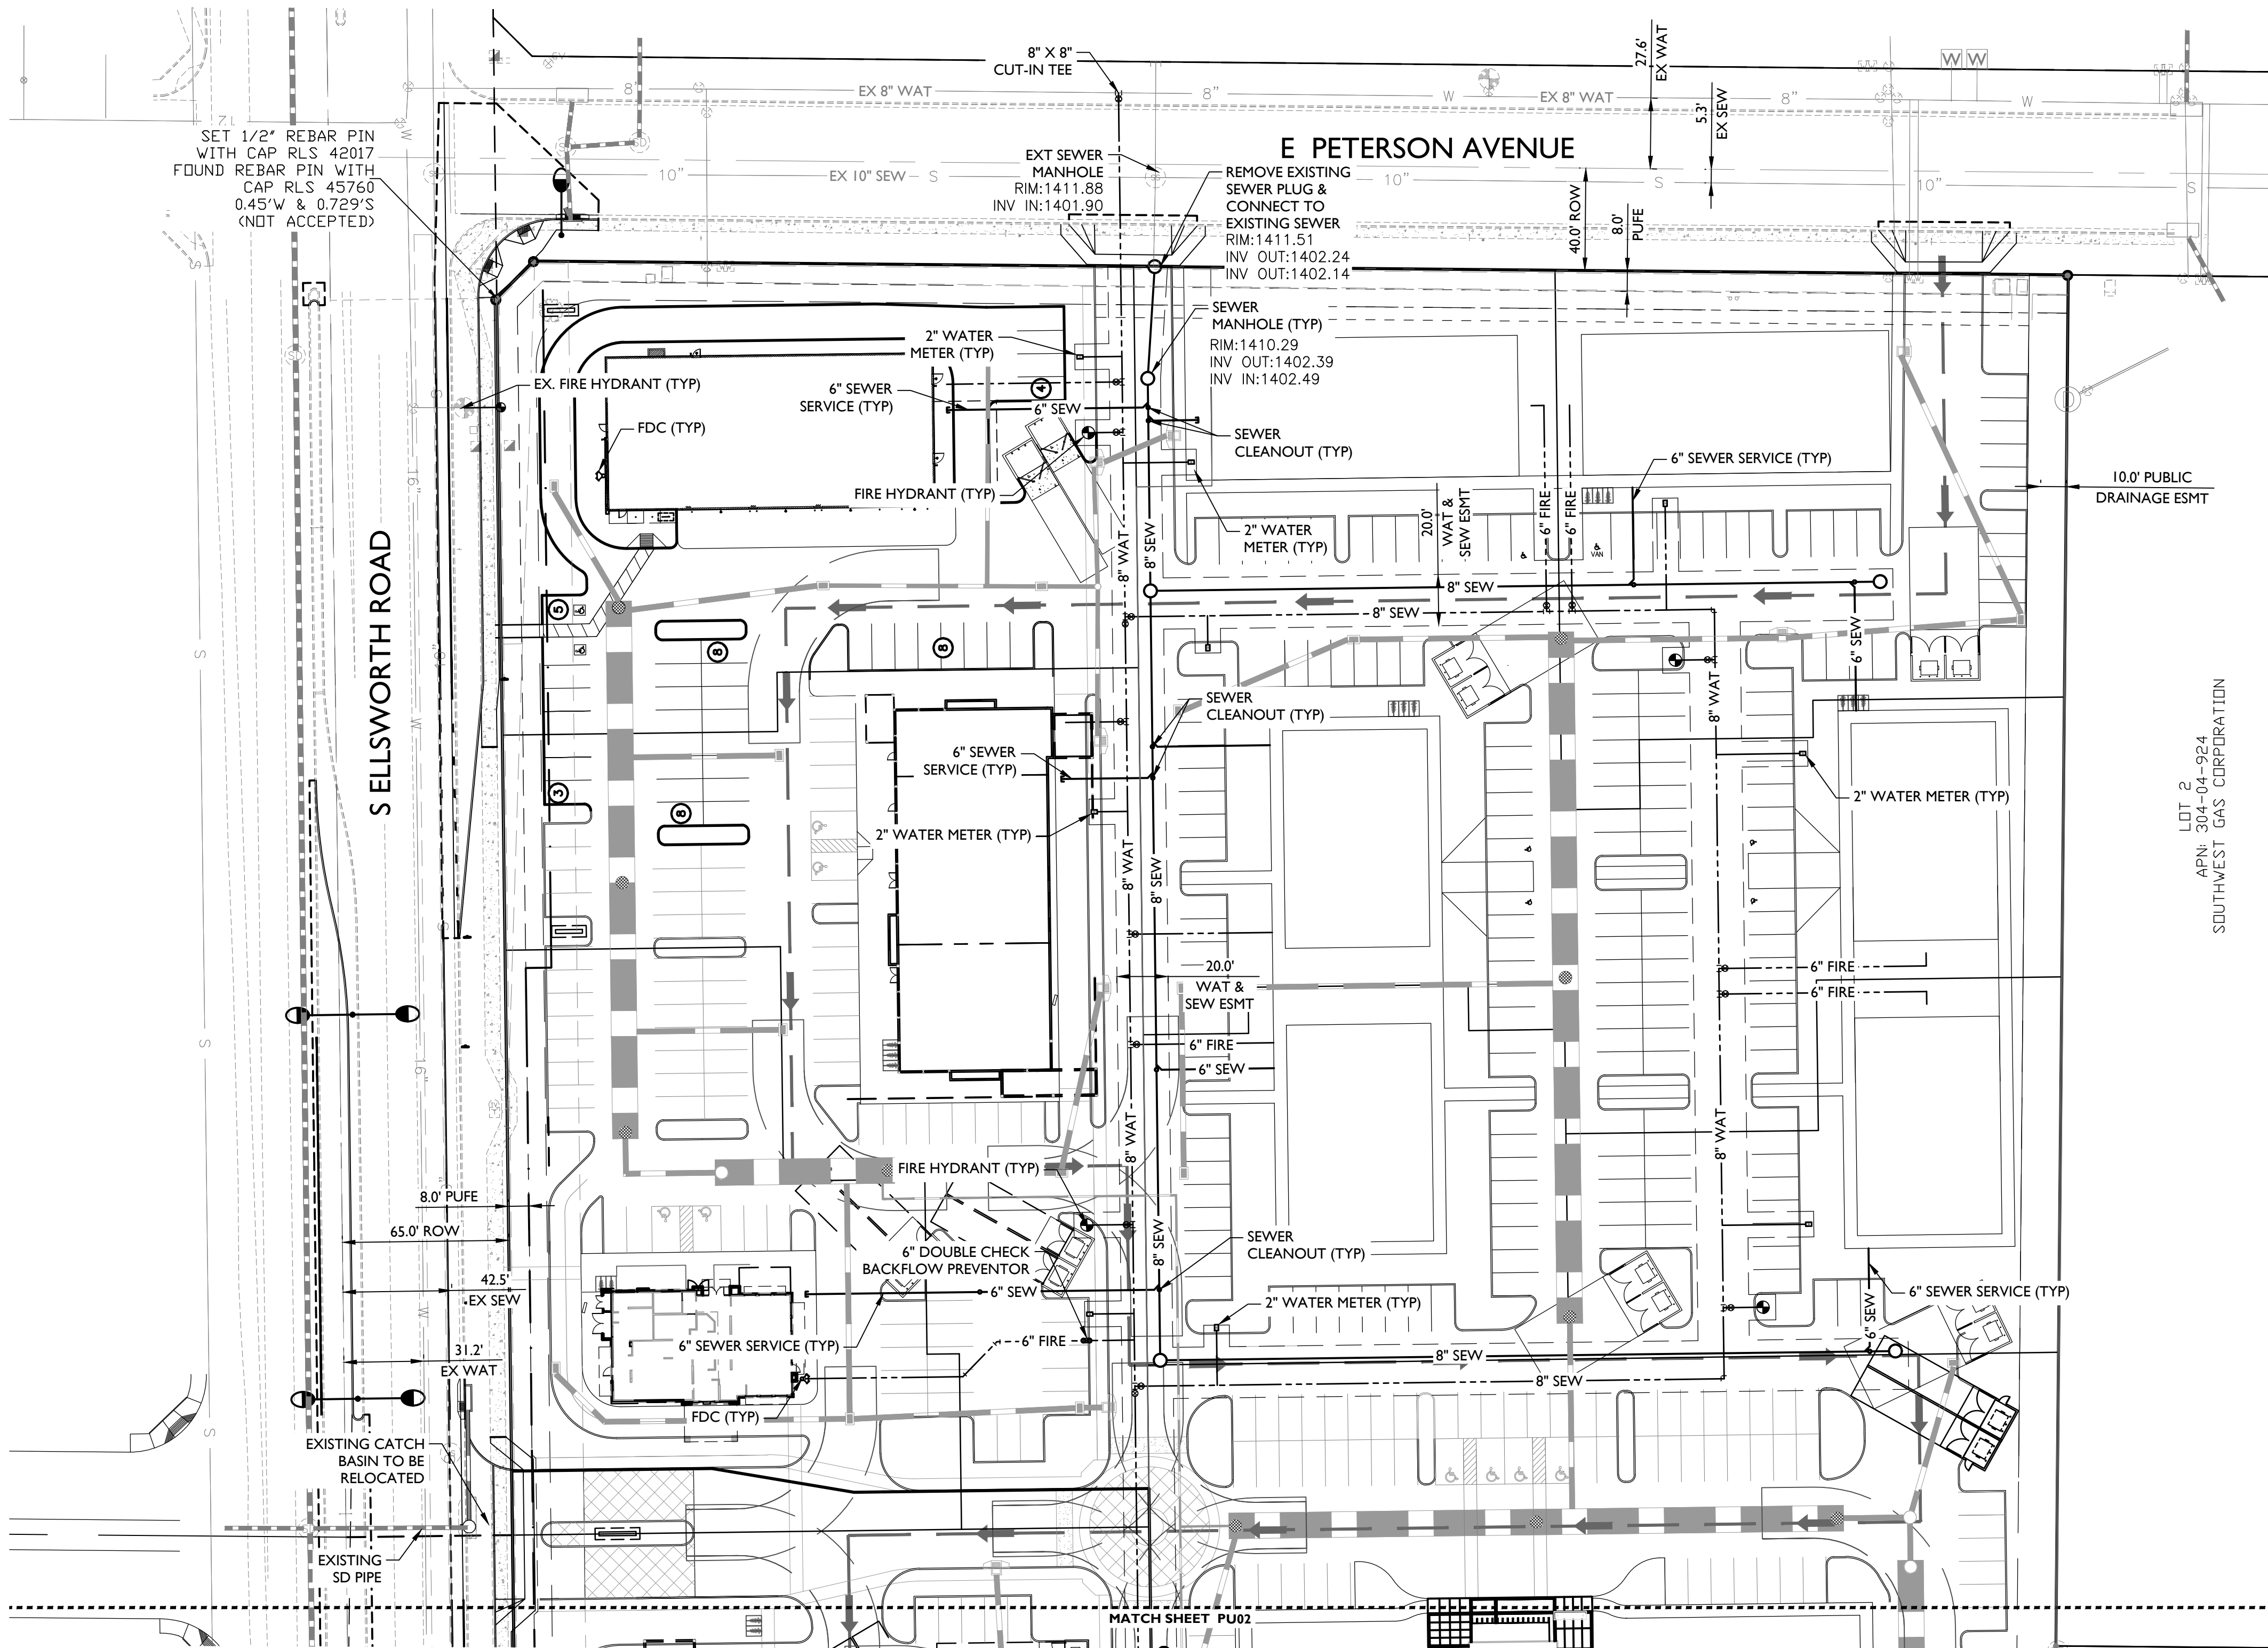 8" X 8"
CUT-IN TEE
27.6'
EX WAT
8"
EX 8" WAT
8"
W
EX 8" WAT
8"
W
W W
5.3'
EX SEW
SET 1/2" REBAR PIN
WITH CAP RLS 42017
FOUND REBAR PIN WITH
CAP RLS 45760
0.45'W & 0.729'S
(NOT ACCEPTED)
E PETERSON AVENUE
EXT SEWER
MANHOLE
RIM:1411.88
INV IN:1401.90
REMOVE EXISTING
SEWER PLUG &
CONNECT TO
EXISTING SEWER
RIM:1411.51
INV OUT:1402.24
INV OUT:1402.14
10"
EX 10" SEW
S
10"
S
10"
S
40.0' ROW
8.0'
PUFE
SEWER
MANHOLE (TYP)
RIM:1410.29
INV OUT:1402.39
INV IN:1402.49
2" WATER
METER (TYP)
EX. FIRE HYDRANT (TYP)
6" SEWER
SERVICE (TYP)
4
6" SEW
FDC (TYP)
SEWER
CLEANOUT (TYP)
6" SEWER SERVICE (TYP)
10.0' PUBLIC
DRAINAGE ESMT
FIRE HYDRANT (TYP)
16"
2" WATER
METER (TYP)
20.0'
WAT &
SEW ESMT
6" FIRE
6" FIRE
VAN
8" WAT
8" SEW
S ELLSWORTH ROAD
8" SEW
8" SEW
5
8
8
6" SEW
8" WAT
SEWER
CLEANOUT (TYP)
6" SEWER
SERVICE (TYP)
3
8
2" WATER METER (TYP)
2" WATER METER (TYP)
LOT 2
APN: 304-04-924
SOUTHWEST GAS CORPORATION
8" WAT
8" SEW
20.0'
WAT &
SEW ESMT
6" FIRE
6" FIRE
6" FIRE
6" SEW
16"
8" WAT
8" WAT
FIRE HYDRANT (TYP)
8.0' PUFE
65.0' ROW
8" SEW
SEWER
CLEANOUT (TYP)
6" DOUBLE CHECK
BACKFLOW PREVENTOR
42.5'
EX SEW
6" SEW
2" WATER METER (TYP)
6" SEWER SERVICE (TYP)
6" SEW
6" SEWER SERVICE (TYP)
6" FIRE
31.2'
EX WAT
8" SEW
8" SEW
FDC (TYP)
EXISTING CATCH
BASIN TO BE
RELOCATED
EXISTING
SD PIPE
MATCH SHEET PU02